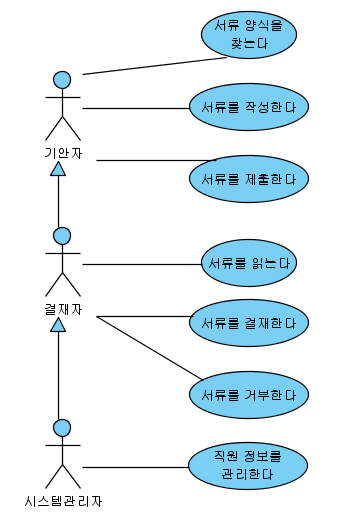 서류 양식을
찾는다
서류를 작성한다
기안자
서류를 제출한다
서류를 읽는다
결재자
서류를 결재한다
서류를 거부한다
직원 정보를
관리한다
시스템관리자